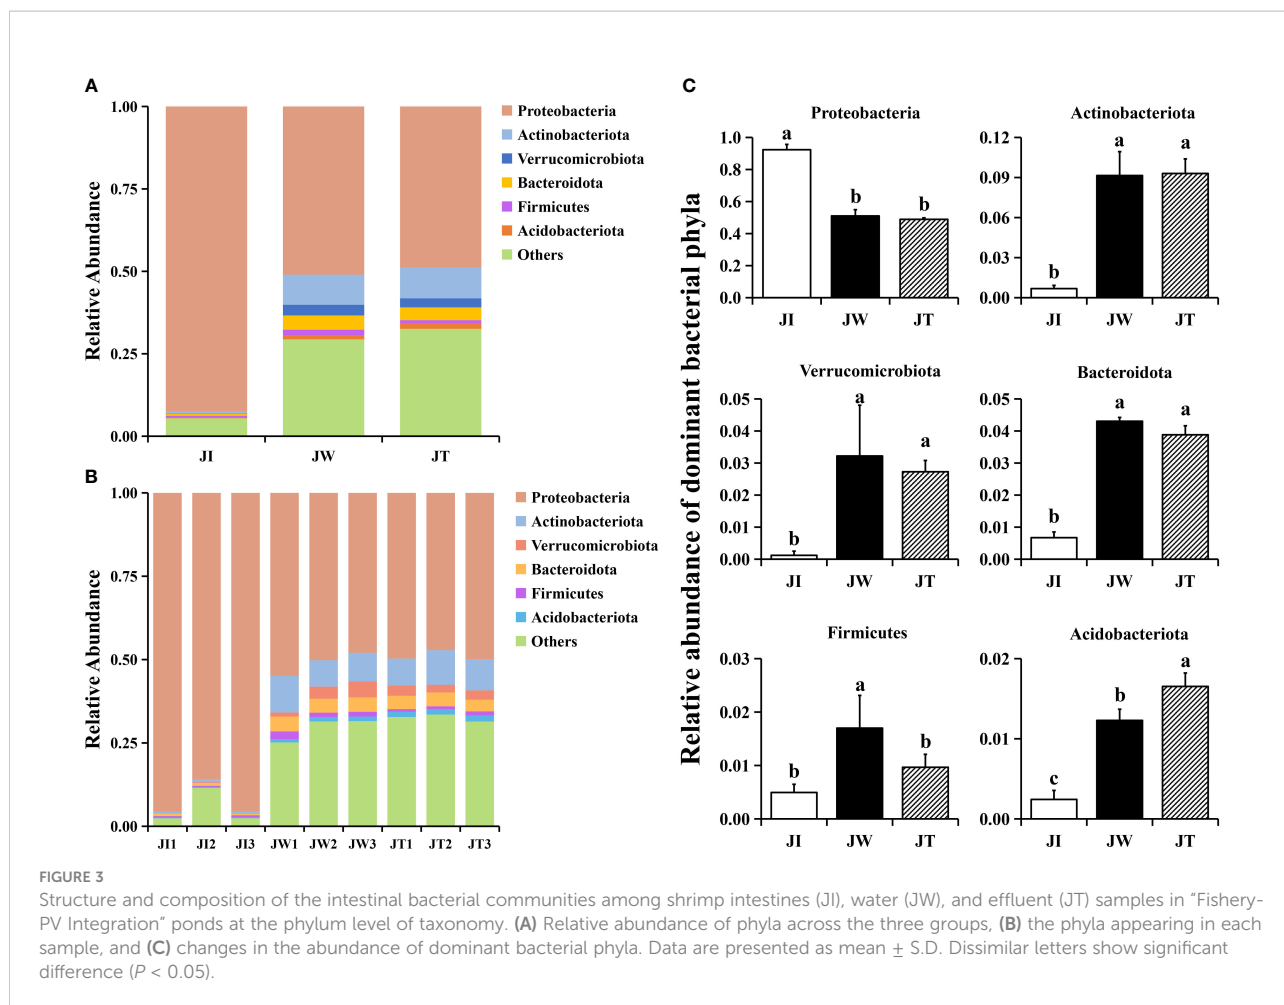 A
1.00
0.75
0.50
0.25
0.00
Relative Abundance
JI JW JT
Proteobacteria
Actinobacteriota
Verrucomicrobiota
Bacteroidota
Firmicutes
Acidobacteriota
Others
B
1.00
0.75
0.50
0.25
0.00
Relative Abundance
JI1 JI2 JI3 JW1 JW2 JW3 JT1 JT2 JT3
Proteobacteria
Actinobacteriota
Verrucomicrobiota
Bacteroidota
Firmicutes
Acidobacteriota
Others
C
Relative abundance of dominant bacterial phyla
Proteobacteria
1.0
0.8
0.6
0.4
0.2
0.0
a b b
JI JW JT
Actinobacteriota
0.12
0.09
0.06
0.03
0.00
b a a
JI JW JT
Verrucomicrobiota
0.05
0.04
0.03
0.02
0.01
0.00
b a a
JI JW JT
Bacteroidota
0.05
0.04
0.03
0.02
0.01
0.00
b a a
JI JW JT
Firmicutes
0.03
0.02
0.01
0.00
b a b
JI JW JT
Acidobacteriota
0.02
0.01
0.00
c b a
JI JW JT
FIGURE 3
Structure and composition of the intestinal bacterial communities among shrimp intestines (JI), water (JW), and effluent (JT) samples in “Fishery-
PV Integration” ponds at the phylum level of taxonomy. (A) Relative abundance of phyla across the three groups, (B) the phyla appearing in each
sample, and (C) changes in the abundance of dominant bacterial phyla. Data are presented as mean ± S.D. Dissimilar letters show significant
difference (P < 0.05).